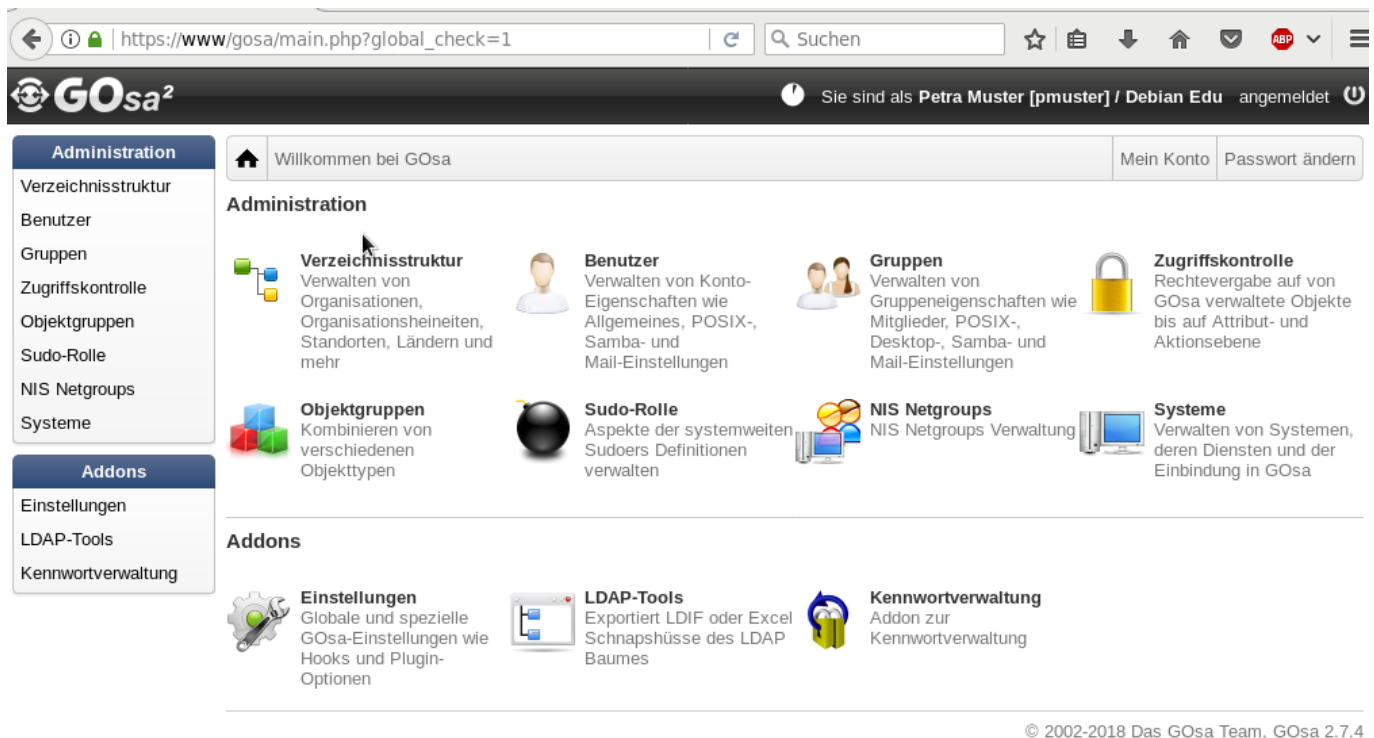 https://www/gosa/main.php?global_check=1
Suchen
ABP
GOsa²
Sie sind als Petra Muster [pmuster] / Debian Edu angemeldet
Administration
Verzeichnisstruktur
Benutzer
Gruppen
Zugriffskontrolle
Objektgruppen
Sudo-Rolle
NIS Netgroups
Systeme
Addons
Einstellungen
LDAP-Tools
Kennwortverwaltung
Willkommen bei GOsa
Mein Konto
Passwort ändern
Administration
Verzeichnisstruktur
Verwalten von
Organisationen,
Organisationsheineiten,
Standorten, Ländern und
mehr
Benutzer
Verwalten von Konto-
Eigenschaften wie
Allgemeines, POSIX-,
Samba- und
Mail-Einstellungen
Gruppen
Verwalten von
Gruppeneigenschaften wie
Mitglieder, POSIX-,
Desktop-, Samba- und
Mail-Einstellungen
Zugriffskontrolle
Rechtevergabe auf von
GOsa verwaltete Objekte
bis auf Attribut- und
Aktionsebene
Objektgruppen
Kombinieren von
verschiedenen
Objekttypen
Sudo-Rolle
Aspekte der systemweiten
Sudoers Definitionen
verwalten
NIS Netgroups
NIS Netgroups Verwaltung
Systeme
Verwalten von Systemen,
deren Diensten und der
Einbindung in GOsa
Addons
Einstellungen
Globale und spezielle
GOsa-Einstellungen wie
Hooks und Plugin-
Optionen
LDAP-Tools
Exportiert LDIF oder Excel
Schnapshüsse des LDAP
Baumes
Kennwortverwaltung
Addon zur
Kennwortverwaltung
© 2002-2018 Das GOsa Team, GOsa 2.7.4